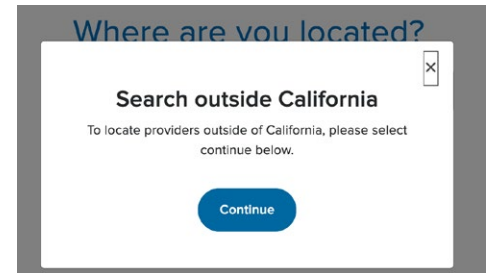 Where are you located?
×
Search outside California
To locate providers outside of California, please select
continue below.
Continue